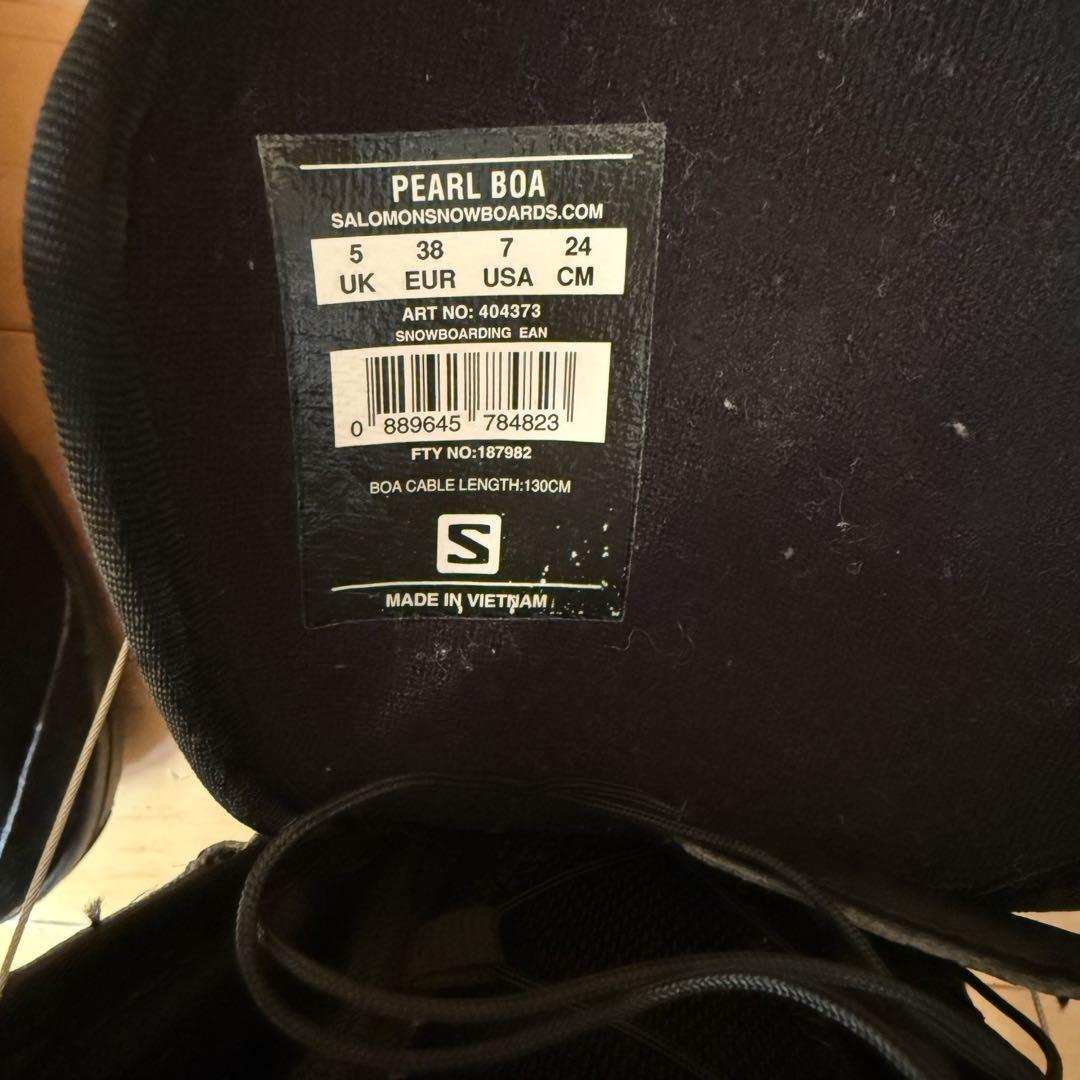 PEARL BOA
SALOMONSNOWBOARDS.COM
5 38 7 24
UK EUR USA CM
ART NO: 404373
SNOWBOARDING EAN
0 889645 784823
FTY NO:187982
BOA CABLE LENGTH:130CM
S
MADE IN VIETNAM